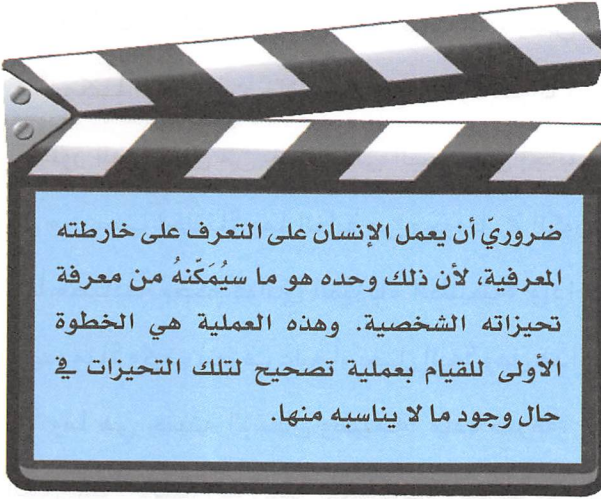 ضروريّ أن يعمل الإنسان على التعرف على خارطته
المعرفية، لأن ذلك وحده هو ما سيُمَكّنهُ من معرفة
تحيزاته الشخصية. وهذه العملية هي الخطوة
الأولى للقيام بعملية تصحيح لتلك التحيزات في
حال وجود ما لا يناسبه منها.